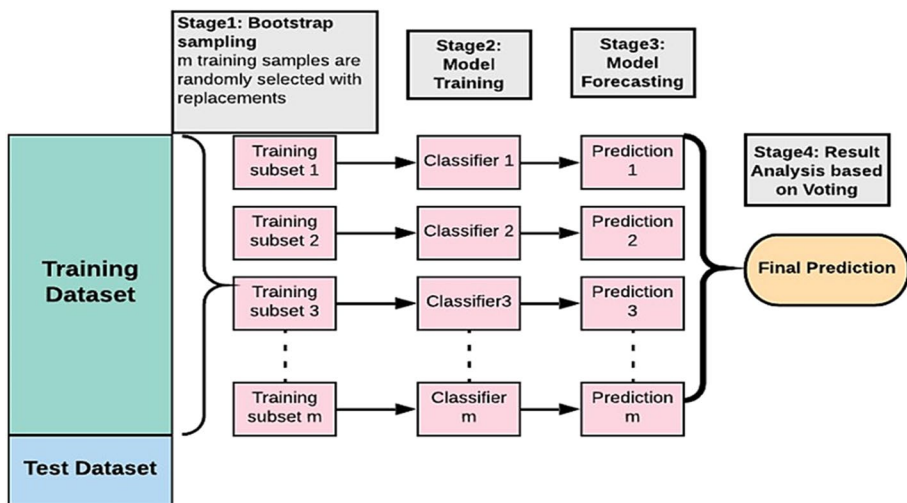 Stage1: Bootstrap
sampling
m training samples are
randomly selected with
replacements
Stage2:
Model
Training
Stage3:
Model
Forecasting
Training
subset 1
Classifier 1
Prediction
1
Stage4: Result
Analysis based
on Voting
Training
subset 2
Classifier 2
Prediction
2
Training
Dataset
Final Prediction
Training
subset 3
Classifier3
Prediction
3
Training
subset m
Classifier
m
Prediction
m
Test Dataset